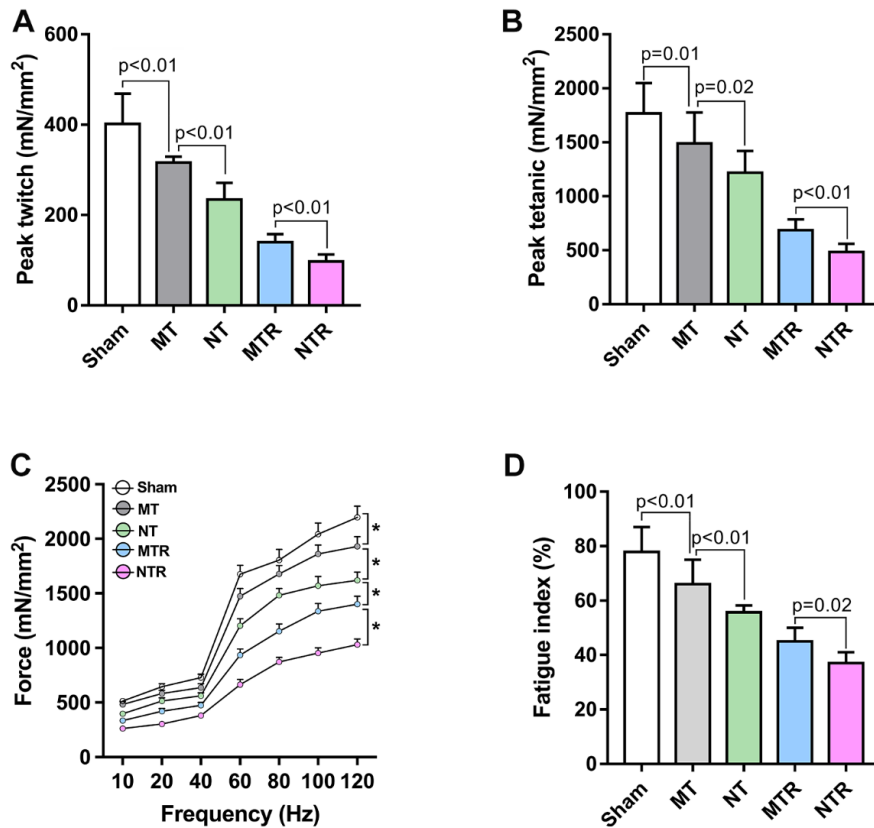 A
Peak twitch (mN/mm²)
600
400
200
0
p<0.01
p<0.01
p<0.01
Sham
MT
NT
MTR
NTR
B
Peak tetanic (mN/mm²)
2500
2000
1500
1000
500
0
p=0.01
p=0.02
p<0.01
Sham
MT
NT
MTR
NTR
C
Force (mN/mm²)
2500
2000
1500
1000
500
0
Sham
MT
NT
MTR
NTR
*
*
*
*
10 20 40 60 80 100 120
Frequency (Hz)
D
Fatigue index (%)
100
80
60
40
20
0
p<0.01
p<0.01
p=0.02
Sham
MT
NT
MTR
NTR